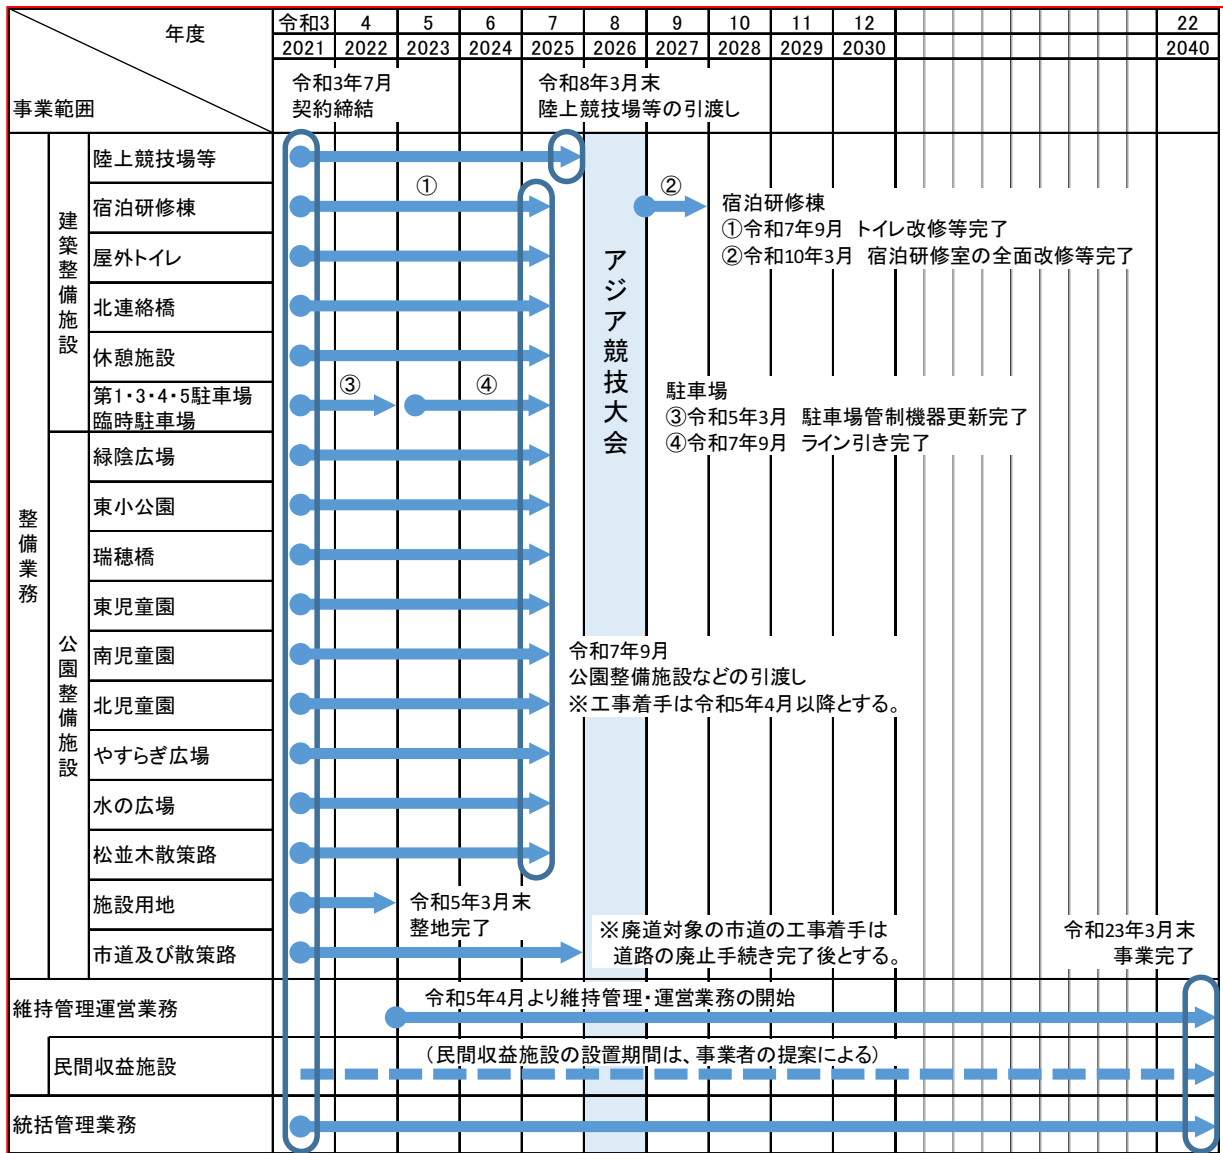 年度
事業範囲
令和3 4 5 6 7 8 9 10 11 12 22
2021 2022 2023 2024 2025 2026 2027 2028 2029 2030 2040
令和3年7月
契約締結
令和8年3月末
陸上競技場等の引渡し
整備業務
建築整備施設
陸上競技場等
宿泊研修棟
①
②
宿泊研修棟
①令和7年9月 トイレ改修等完了
②令和10年3月 宿泊研修室の全面改修等完了
屋外トイレ
北連絡橋
休憩施設
第1・3・4・5駐車場
臨時駐車場
③
④
駐車場
③令和5年3月 駐車場管制機器更新完了
④令和7年9月 ライン引き完了
アジア競技大会
公園整備施設
緑陰広場
東小公園
瑞穂橋
東児童園
南児童園
北児童園
やすらぎ広場
水の広場
松並木散策路
令和7年9月
公園整備施設などの引渡し
※工事着手は令和5年4月以降とする。
施設用地
令和5年3月末
整地完了
市道及び散策路
※廃道対象の市道の工事着手は
道路の廃止手続き完了後とする。
令和23年3月末
事業完了
維持管理運営業務
令和5年4月より維持管理・運営業務の開始
民間収益施設
（民間収益施設の設置期間は、事業者の提案による）
統括管理業務